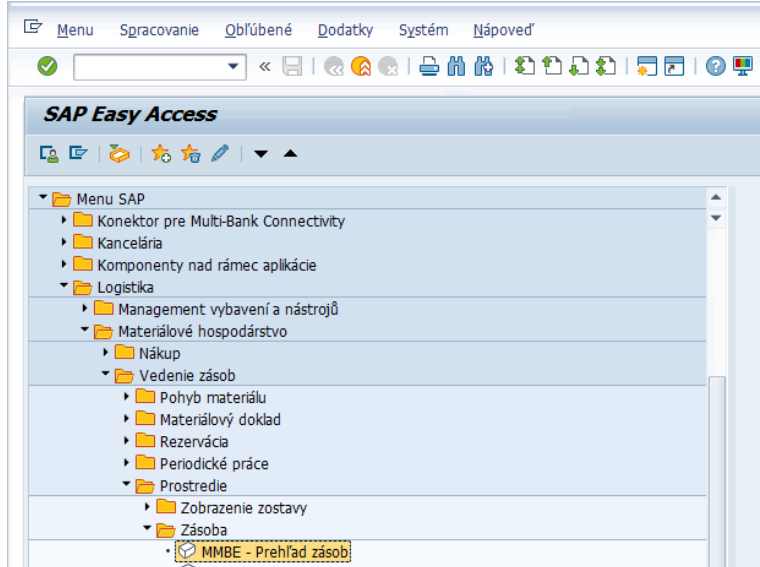 Menu Spracovanie Obľúbené Dodatky Systém Nápoveď
SAP Easy Access
Menu SAP
Konektor pre Multi-Bank Connectivity
Kancelária
Komponenty nad rámec aplikácie
Logistika
Management vybavení a nástrojů
Materiálové hospodárstvo
Nákup
Vedenie zásob
Pohyb materiálu
Materiálový doklad
Rezervácia
Periodické práce
Prostredie
Zobrazenie zostavy
Zásoba
MMBE - Prehľad zásob